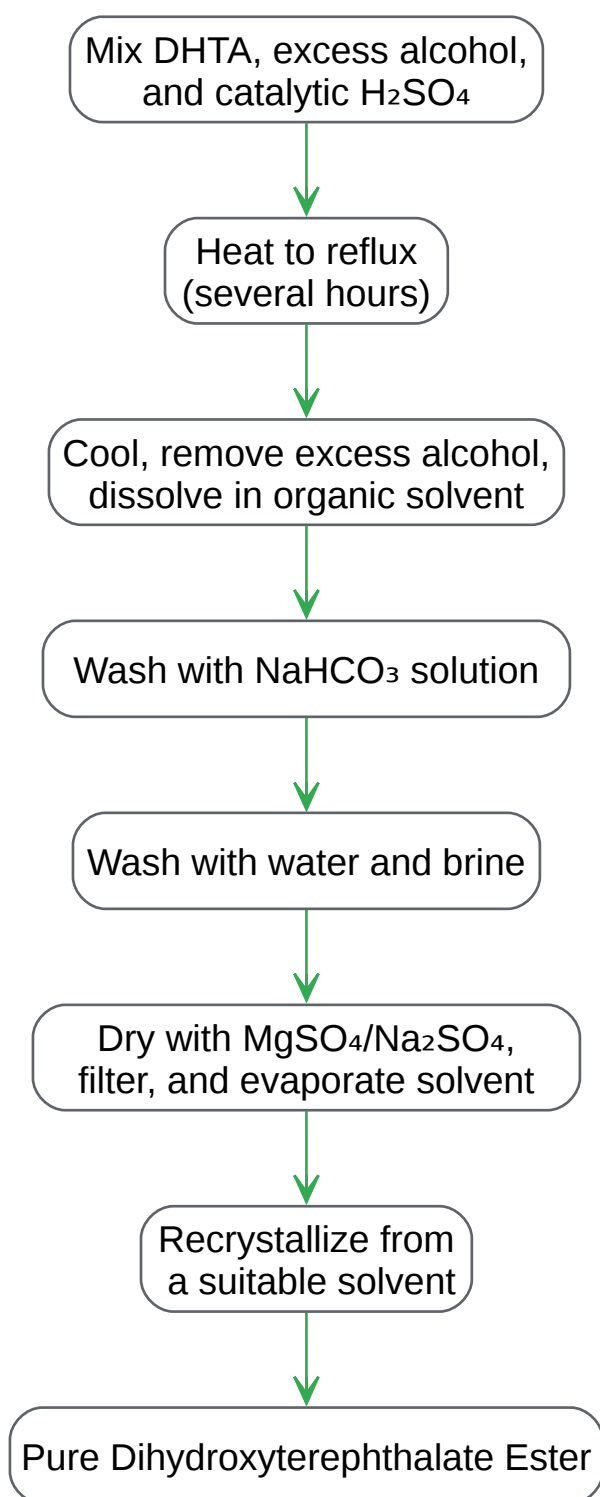 Mix DHTA, excess alcohol,
and catalytic H₂SO₄
Heat to reflux
(several hours)
Cool, remove excess alcohol,
dissolve in organic solvent
Wash with NaHCO₃ solution
Wash with water and brine
Dry with MgSO₄/Na₂SO₄,
filter, and evaporate solvent
Recrystallize from
a suitable solvent
Pure Dihydroxyterephthalate Ester